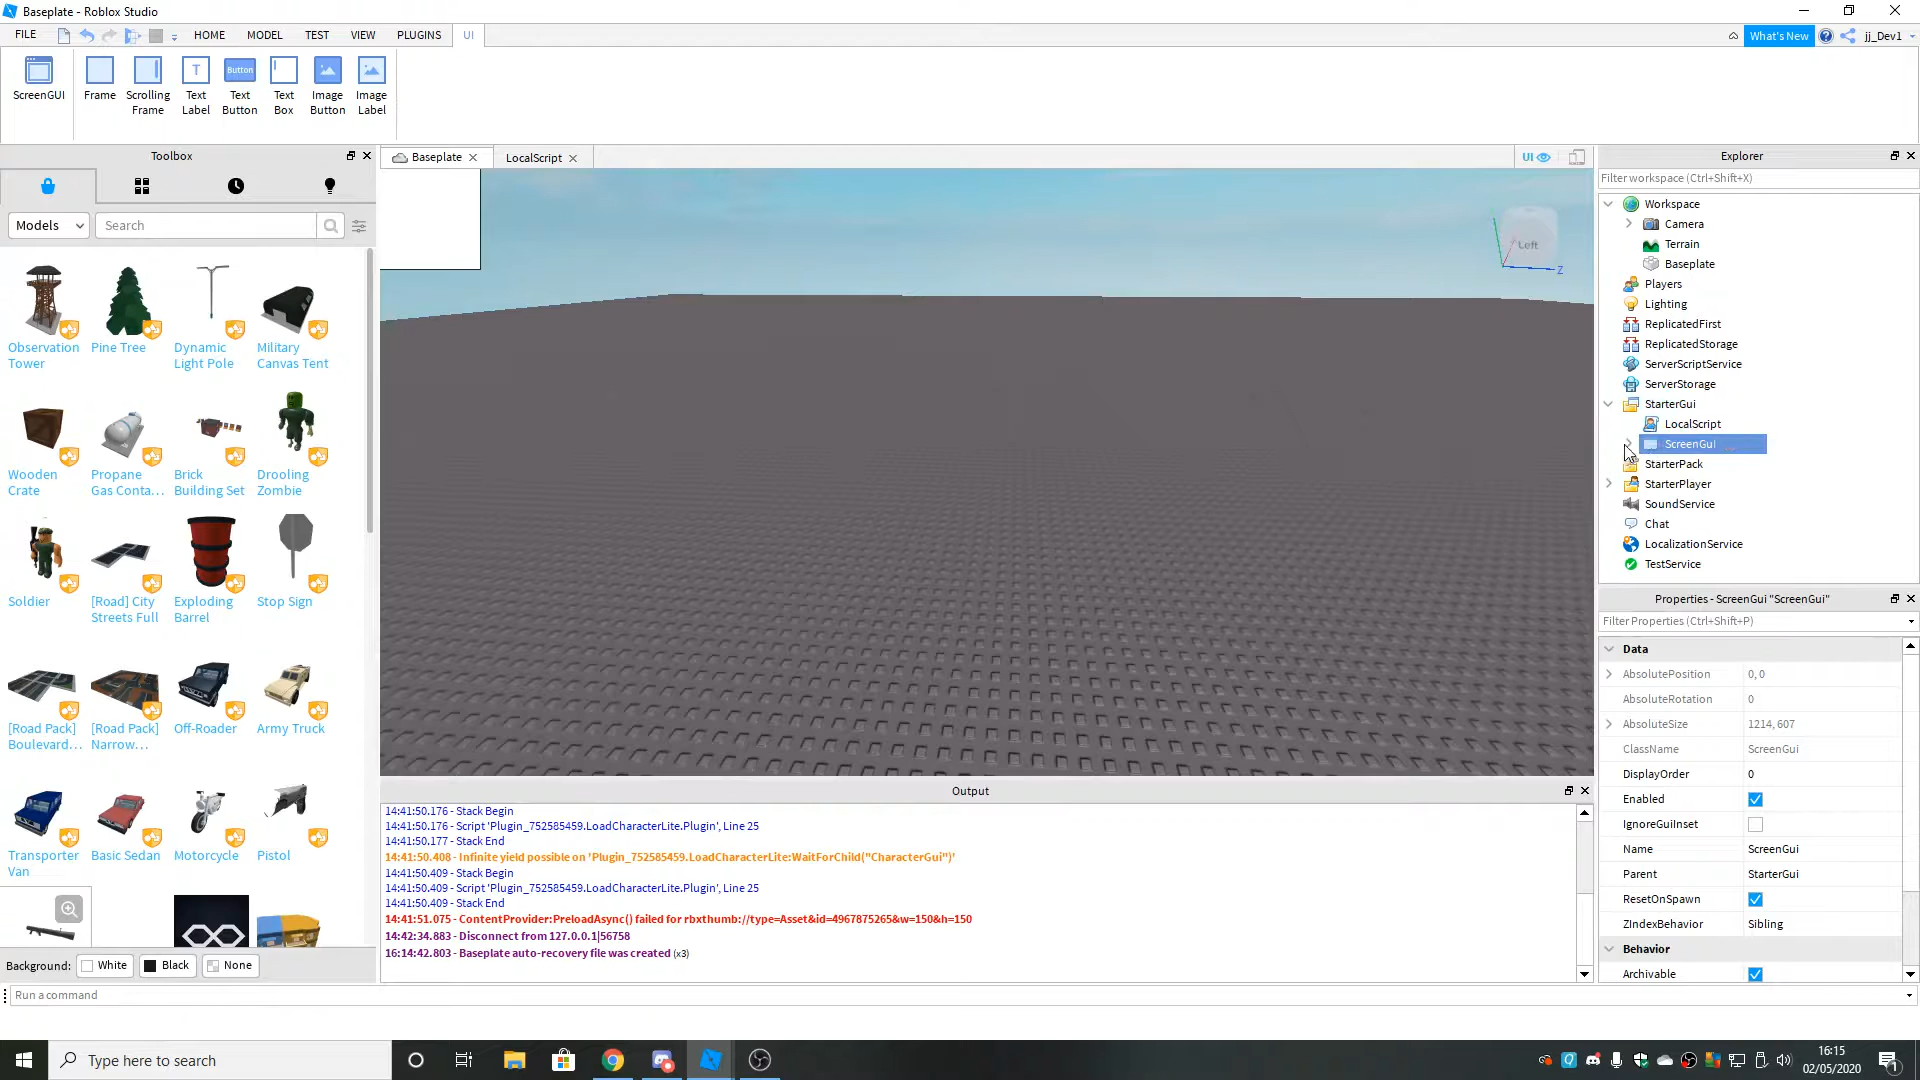 Baseplate - Roblox Studio
FILE HOME MODEL TEST VIEW PLUGINS UI What's New jj_Dev1
ScreenGUI Frame Scrolling Frame Text Label Text Button Button Text Box Image Button Image Label
T
Toolbox
Baseplate LocalScript UI
Explorer
Models Search
Filter workspace (Ctrl+Shift+X)
Workspace
Camera
Terrain
Baseplate
Players
Lighting
ReplicatedFirst
ReplicatedStorage
ServerScriptService
ServerStorage
StarterGui
LocalScript
ScreenGui
StarterPack
StarterPlayer
SoundService
Chat
LocalizationService
TestService
Left
Z
Observation Tower
Pine Tree
Dynamic Light Pole
Military Canvas Tent
Wooden Crate
Propane Gas Conta...
Brick Building Set
Drooling Zombie
Soldier
[Road] City Streets Full
Exploding Barrel
Stop Sign
[Road Pack] Boulevard...
[Road Pack] Narrow...
Off-Roader
Army Truck
Transporter Van
Basic Sedan
Motorcycle
Pistol
Background: White Black None
Properties - ScreenGui "ScreenGui"
Filter Properties (Ctrl+Shift+P)
Data
AbsolutePosition 0, 0
AbsoluteRotation 0
AbsoluteSize 1214, 607
ClassName ScreenGui
DisplayOrder 0
Enabled
IgnoreGuiInset
Name ScreenGui
Parent StarterGui
ResetOnSpawn
ZIndexBehavior Sibling
Behavior
Archivable
Output
14:41:50.176 - Stack Begin
14:41:50.176 - Script 'Plugin_752585459.LoadCharacterLite.Plugin', Line 25
14:41:50.177 - Stack End
14:41:50.408 - Infinite yield possible on 'Plugin_752585459.LoadCharacterLite:WaitForChild("CharacterGui")'
14:41:50.409 - Stack Begin
14:41:50.409 - Script 'Plugin_752585459.LoadCharacterLite.Plugin', Line 25
14:41:50.409 - Stack End
14:41:51.075 - ContentProvider:PreloadAsync() failed for rbxthumb://type=Asset&id=4967875265&w=150&h=150
14:42:34.883 - Disconnect from 127.0.0.1|56758
16:14:42.803 - Baseplate auto-recovery file was created (x3)
Run a command
Type here to search
16:15
02/05/2020
1